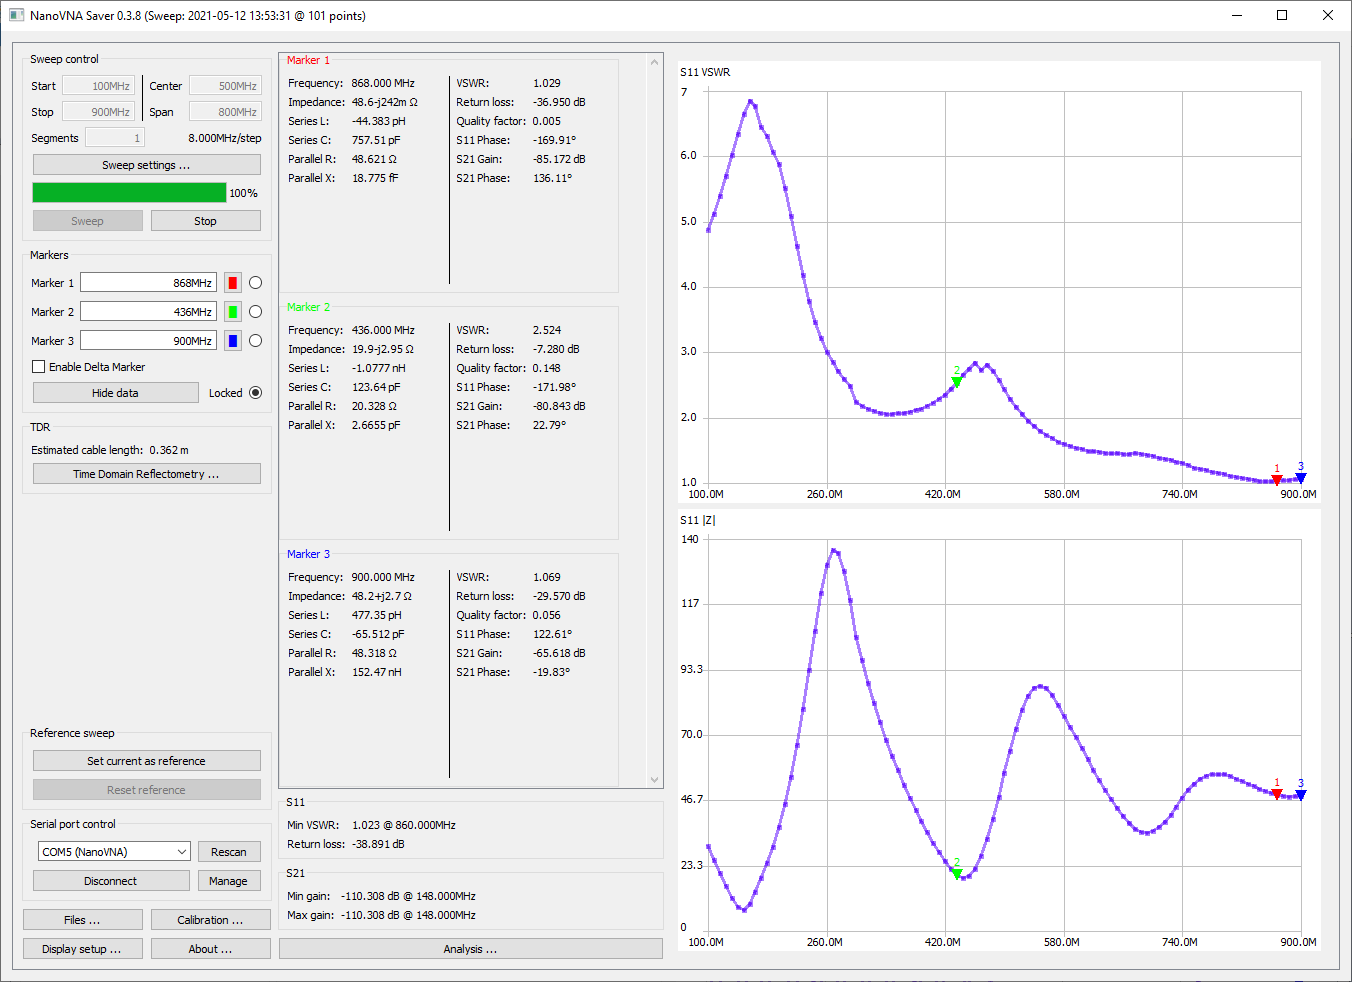 NanoVNA Saver 0.3.8 (Sweep: 2021-05-12 13:53:31 @ 101 points)
Sweep control
Start 100MHz Center 500MHz
Stop 900MHz Span 800MHz
Segments 1 8.000MHz/step
Sweep settings ...
100%
Sweep Stop
Markers
Marker 1 868MHz
Marker 2 436MHz
Marker 3 900MHz
Enable Delta Marker
Hide data Locked
TDR
Estimated cable length: 0.362 m
Time Domain Reflectometry ...
Reference sweep
Set current as reference
Reset reference
Serial port control
COM5 (NanoVNA) Rescan
Disconnect Manage
Files ... Calibration ...
Display setup ... About ...
Marker 1
Frequency: 868.000 MHz VSWR: 1.029
Impedance: 48.6-j242m Ω Return loss: -36.950 dB
Series L: -44.383 pH Quality factor: 0.005
Series C: 757.51 pF S11 Phase: -169.91°
Parallel R: 48.621 Ω S21 Gain: -85.172 dB
Parallel X: 18.775 fF S21 Phase: 136.11°
Marker 2
Frequency: 436.000 MHz VSWR: 2.524
Impedance: 19.9-j2.95 Ω Return loss: -7.280 dB
Series L: -1.0777 nH Quality factor: 0.148
Series C: 123.64 pF S11 Phase: -171.98°
Parallel R: 20.328 Ω S21 Gain: -80.843 dB
Parallel X: 2.6655 pF S21 Phase: 22.79°
Marker 3
Frequency: 900.000 MHz VSWR: 1.069
Impedance: 48.2+j2.7 Ω Return loss: -29.570 dB
Series L: 477.35 pH Quality factor: 0.056
Series C: -65.512 pF S11 Phase: 122.61°
Parallel R: 48.318 Ω S21 Gain: -65.618 dB
Parallel X: 152.47 nH S21 Phase: -19.83°
S11
Min VSWR: 1.023 @ 860.000MHz
Return loss: -38.891 dB
S21
Min gain: -110.308 dB @ 148.000MHz
Max gain: -110.308 dB @ 148.000MHz
Analysis ...
S11 VSWR
7
6.0
5.0
4.0
3.0
2
2.0
1 3
1.0
100.0M 260.0M 420.0M 580.0M 740.0M 900.0M
S11 |Z|
140
117
93.3
70.0
1 3
46.7
2
23.3
0
100.0M 260.0M 420.0M 580.0M 740.0M 900.0M